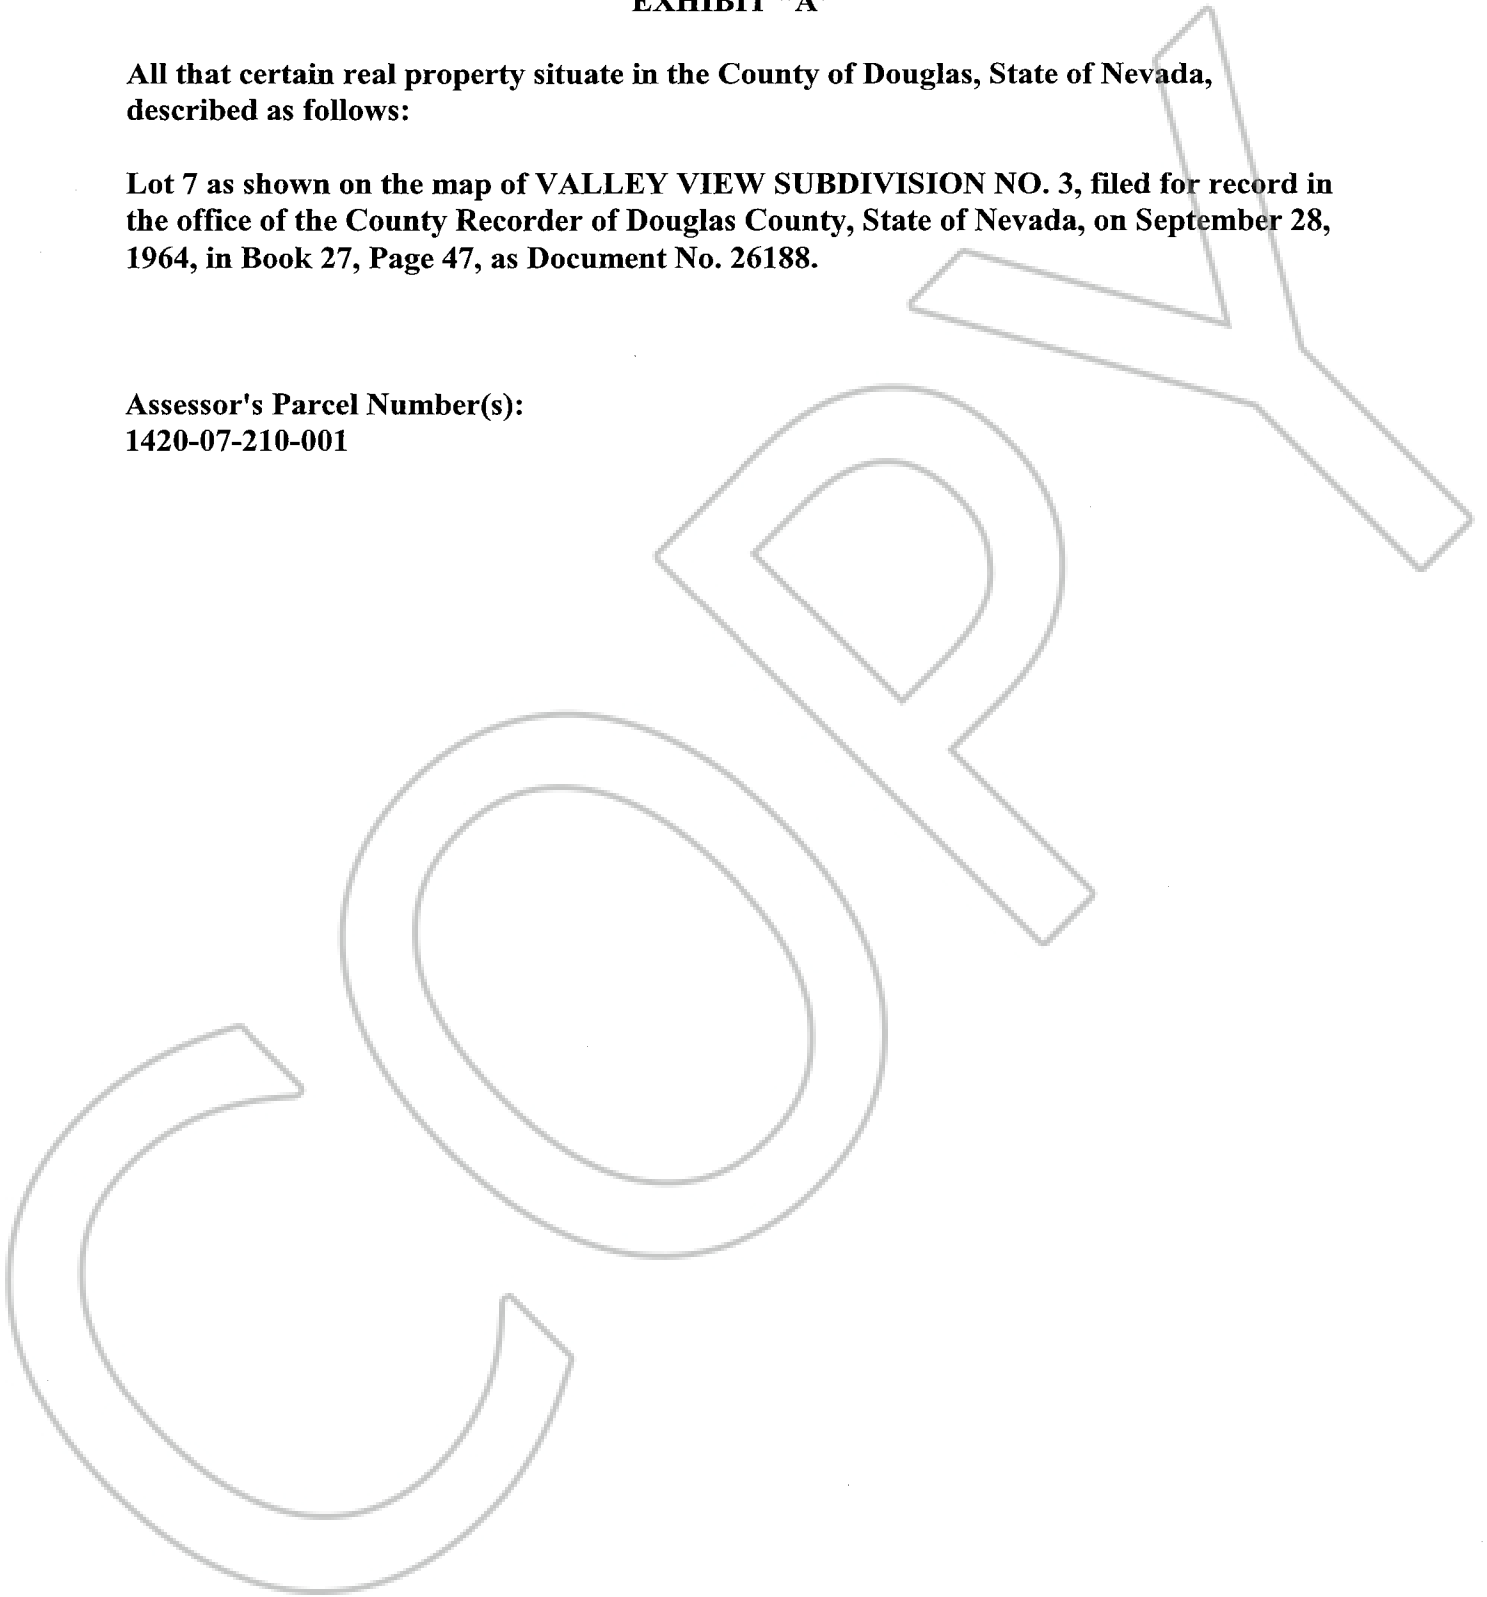 EXHIBIT "A"
All that certain real property situate in the County of Douglas, State of Nevada,
described as follows:
Lot 7 as shown on the map of VALLEY VIEW SUBDIVISION NO. 3, filed for record in
the office of the County Recorder of Douglas County, State of Nevada, on September 28,
1964, in Book 27, Page 47, as Document No. 26188.
Assessor's Parcel Number(s):
1420-07-210-001
COPY